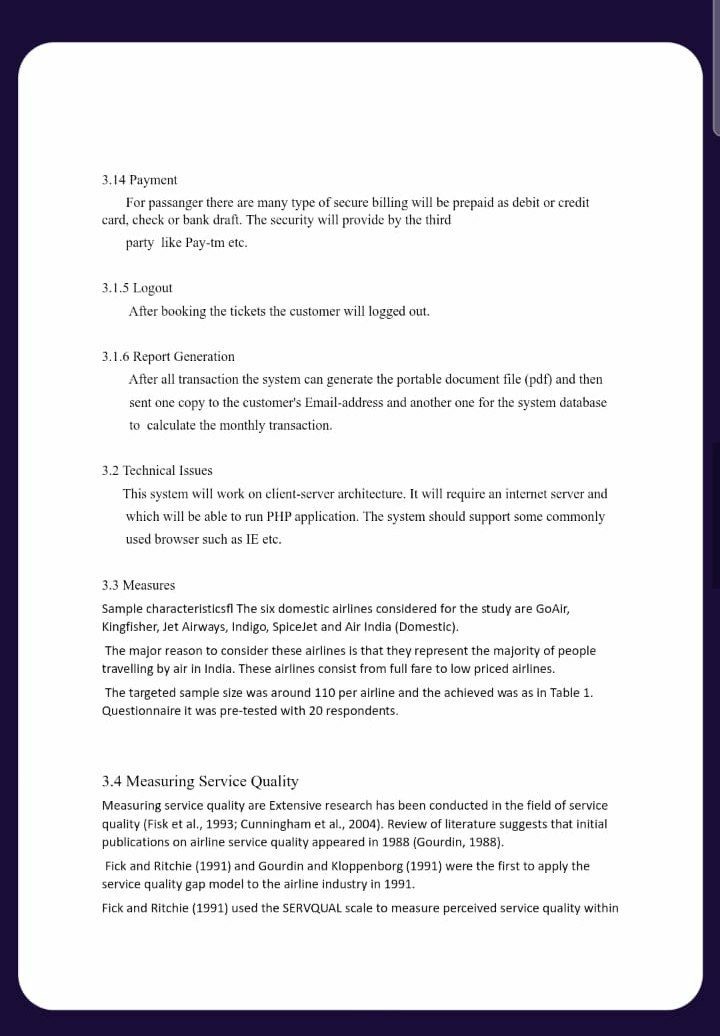 3.14 Payment
For passanger there are many type of secure billing will be prepaid as debit or credit
card, check or bank draft. The security will provide by the third
party like Pay-tm etc.
3.1.5 Logout
After booking the tickets the customer will logged out.
3.1.6 Report Generation
After all transaction the system can generate the portable document file (pdf) and then
sent one copy to the customer's Email-address and another one for the system database
to calculate the monthly transaction.
3.2 Technical Issues
This system will work on client-server architecture. It will require an internet server and
which will be able to run PHP application. The system should support some commonly
used browser such as IE etc.
3.3 Measures
Sample characteristicsfl The six domestic airlines considered for the study are GoAir,
Kingfisher, Jet Airways, Indigo, SpiceJet and Air India (Domestic).
The major reason to consider these airlines is that they represent the majority of people
travelling by air in India. These airlines consist from full fare to low priced airlines.
The targeted sample size was around 110 per airline and the achieved was as in Table 1.
Questionnaire it was pre-tested with 20 respondents.
3.4 Measuring Service Quality
Measuring service quality are Extensive research has been conducted in the field of service
quality (Fisk et al., 1993; Cunningham et al., 2004). Review of literature suggests that initial
publications on airline service quality appeared in 1988 (Gourdin, 1988).
Fick and Ritchie (1991) and Gourdin and Kloppenborg (1991) were the first to apply the
service quality gap model to the airline industry in 1991.
Fick and Ritchie (1991) used the SERVQUAL scale to measure perceived service quality within